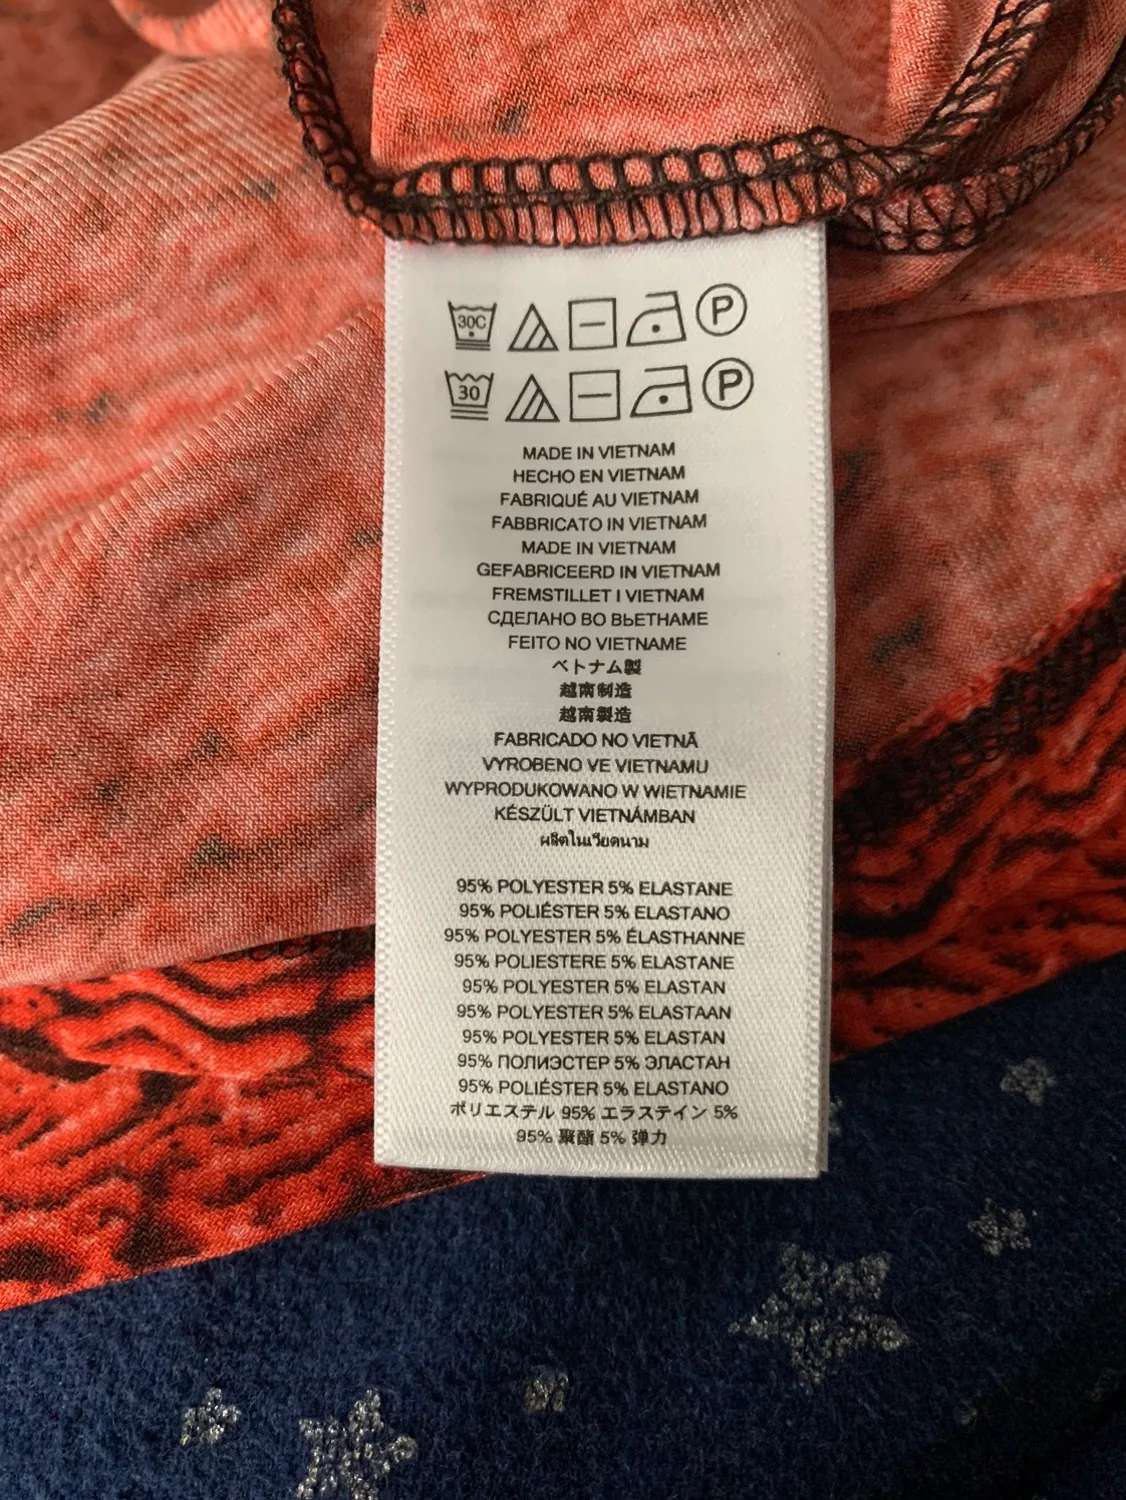 30C
P
30
P
MADE IN VIETNAM
HECHO EN VIETNAM
FABRIQUÉ AU VIETNAM
FABBRICATO IN VIETNAM
MADE IN VIETNAM
GEFABRICEERD IN VIETNAM
FREMSTILLET I VIETNAM
СДЕЛАНО ВО ВЬЕТНАМЕ
FEITO NO VIETNAME
ベトナム製
越南制造
越南製造
FABRICADO NO VIETNÃ
VYROBENO VE VIETNAMU
WYPRODUKOWANO W WIETNAMIE
KÉSZÜLT VIETNÁMBAN
ผลิตในเวียดนาม
95% POLYESTER 5% ELASTANE
95% POLIÉSTER 5% ELASTANO
95% POLYESTER 5% ÉLASTHANNE
95% POLIESTERE 5% ELASTANE
95% POLYESTER 5% ELASTAN
95% POLYESTER 5% ELASTAAN
95% POLYESTER 5% ELASTAN
95% ПОЛИЭСТЕР 5% ЭЛАСТАН
95% POLIÉSTER 5% ELASTANO
ポリエステル 95% エラステイン 5%
95% 聚酯 5% 弹力